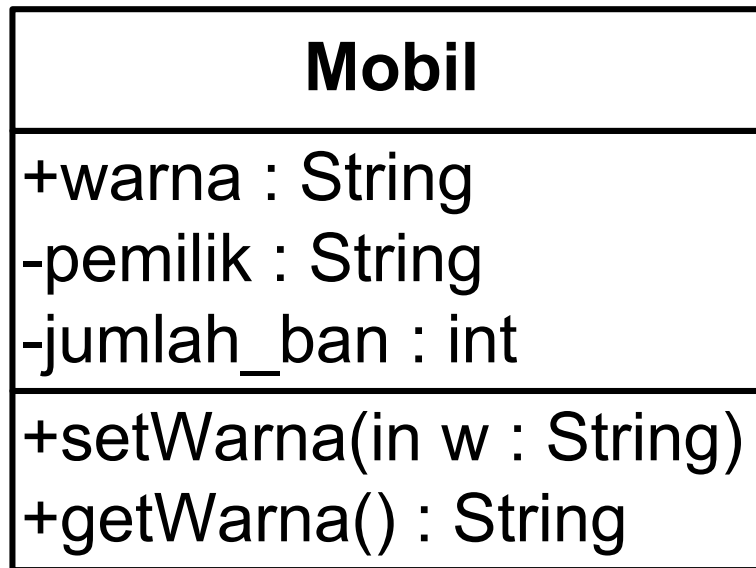 Mobil
+warna : String
-pemilik : String
-jumlah_ban : int
+setWarna(in w : String)
+getWarna() : String